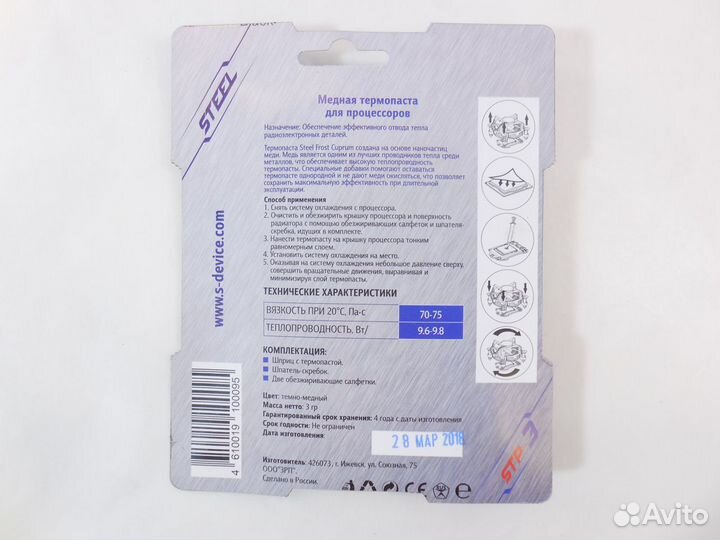 STEEL
Медная термопаста
для процессоров
Назначение: Обеспечение эффективного отвода тепла
радиоэлектронных деталей.
Термопаста Steel Frost Cuprum создана на основе наночастиц
меди. Медь является одним из лучших проводников тепла среди
металлов, что обеспечивает высокую теплопроводность
термопасты. Специальные добавки помогают оставаться
термопасте однородной и не дают меди окисляться, что позволяет
сохранить максимальную эффективность при длительной
эксплуатации.
Способ применения
1. Снять систему охлаждения с процессора.
2. Очистить и обезжирить крышку процессора и поверхность
радиатора с помощью обезжиривающих салфеток и шпателя-
скребка, идущих в комплекте.
3. Нанести термопасту на крышку процессора тонким
равномерным слоем.
4. Установить систему охлаждения на место.
5. Оказывая на систему охлаждения небольшое давление сверху,
совершить вращательные движения, выравнивая и
минимизируя слой термопасты.
ТЕХНИЧЕСКИЕ ХАРАКТЕРИСТИКИ
ВЯЗКОСТЬ ПРИ 20°С, Па-с 70-75
ТЕПЛОПРОВОДНОСТЬ, Вт/ 9.6-9.8
КОМПЛЕКТАЦИЯ:
Шприц с термопастой.
Шпатель-скребок.
Две обезжиривающие салфетки.
Цвет: темно-медный
Масса нетто: 3 гр
Гарантированный срок хранения: 4 года с даты изготовления
Срок годности: Не ограничен
Дата изготовления:
28 МАР 2018
Изготовитель: 426073, г. Ижевск ул. Союзная, 75
ООО"ЗРП".
Сделано в России.
www.s-device.com
4 610019 100095
STP-3
CE
e
Avito